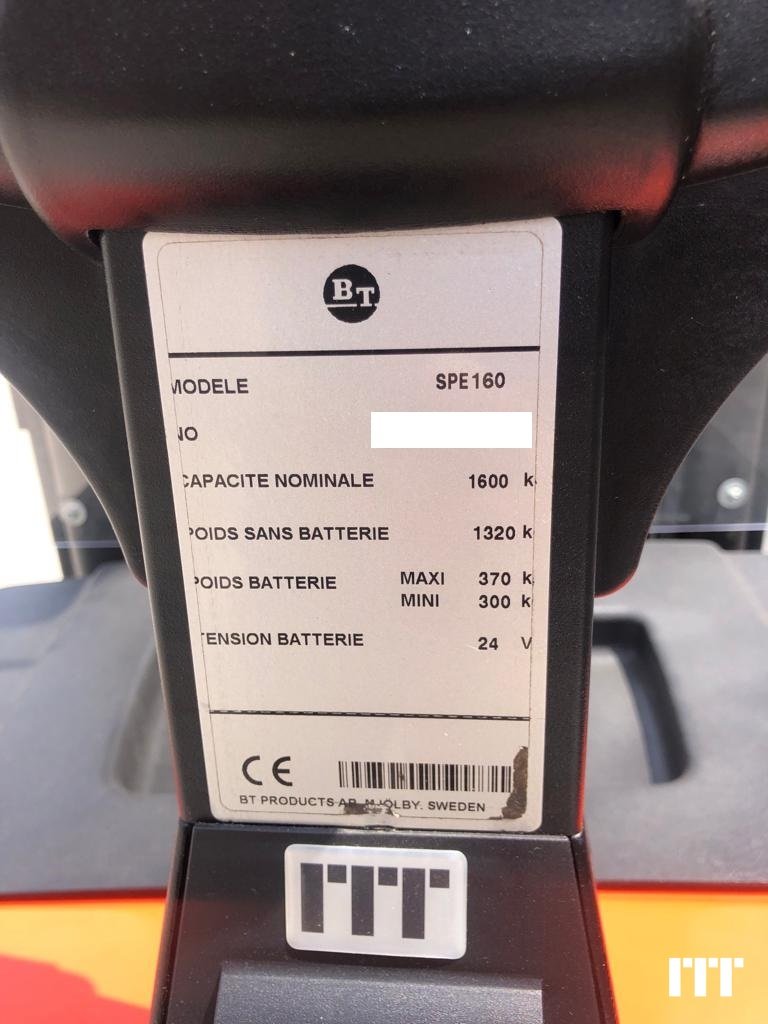 BT
MODELE SPE160
NO
CAPACITE NOMINALE 1600 k
POIDS SANS BATTERIE 1320 k
POIDS BATTERIE MAXI 370 k
MINI 300 k
TENSION BATTERIE 24 V
CE
BT PRODUCTS AB, MJOLBY. SWEDEN
ITT
ITT